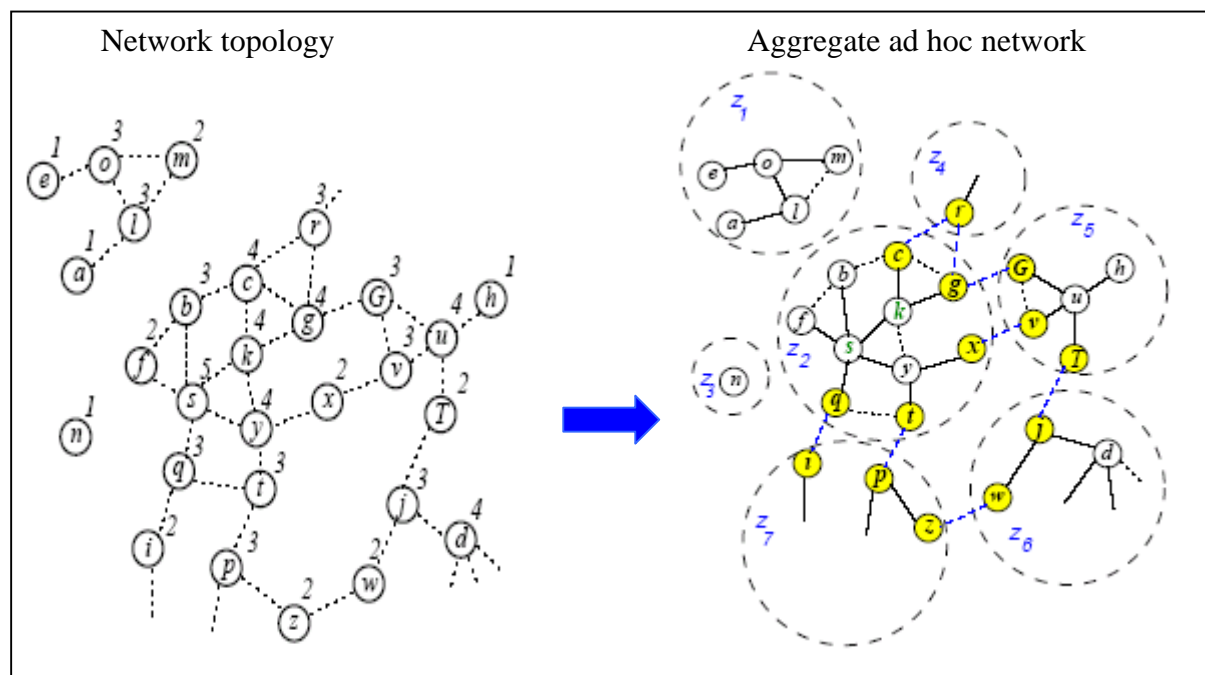 Network topology
Aggregate ad hoc network
1
3
2
e
o
m
3
l
1
a
3
r
4
c
3
b
4
g
3
G
1
h
4
u
2
f
4
k
3
v
5
s
2
x
4
y
2
T
1
n
3
q
3
t
2
i
3
p
3
j
4
d
2
w
2
z
z1
e
o
m
a
l
z4
r
z5
c
b
g
G
h
u
k
f
v
s
z2
x
y
T
z3
n
q
t
i
p
z
z7
j
d
w
z6